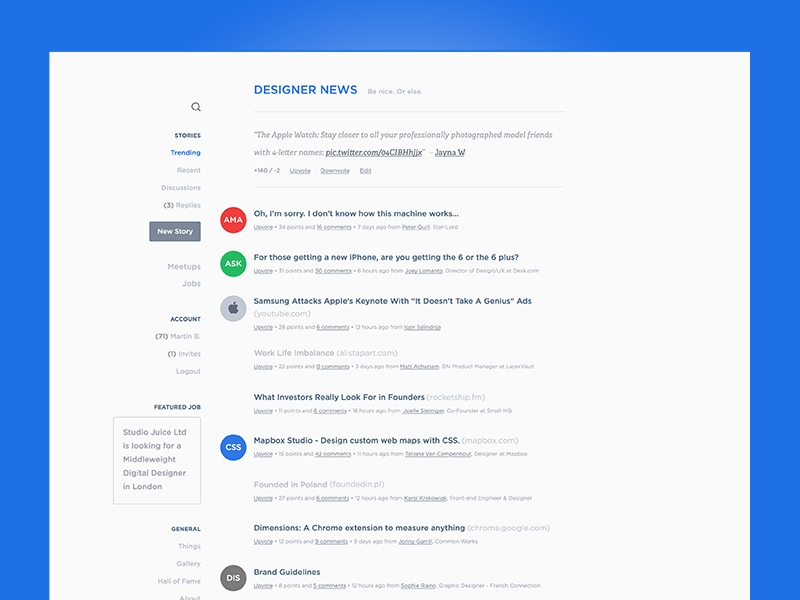 DESIGNER NEWS Be nice. Or else.
"The Apple Watch: Stay closer to all your professionally photographed model friends
with 4-letter names: pic.twitter.com/04CIBHhjjx" – Jayna W.
+140 / -2 Upvote Downvote Edit
STORIES
Trending
Recent
Discussions
(3) Replies
New Story
Meetups
Jobs
ACCOUNT
(71) Martin B.
(1) Invites
Logout
FEATURED JOB
Studio Juice Ltd
is looking for a
Middleweight
Digital Designer
in London
GENERAL
Things
Gallery
Hall of Fame
About
AMA
Oh, I'm sorry. I don't know how this machine works...
Upvote • 34 points and 16 comments • 7 days ago from Peter Quill, Star-Lord
ASK
For those getting a new iPhone, are you getting the 6 or the 6 plus?
Upvote • 31 points and 30 comments • 6 hours ago from Joey Lomanto, Director of Design/UX at Denk.com
Samsung Attacks Apple's Keynote With "It Doesn't Take A Genius" Ads
(youtube.com)
Upvote • 28 points and 6 comments • 12 hours ago from Igor Salindrija
Work Life Imbalance (alistapart.com)
Upvote • 22 points and 0 comments • 3 days ago from Matt Achariam, DN Product Manager at LayerVault
What Investors Really Look For in Founders (rocketship.fm)
Upvote • 11 points and 6 comments • 16 hours ago from Joelle Steiniger, Co-Founder at Small HQ
CSS
Mapbox Studio - Design custom web maps with CSS. (mapbox.com)
Upvote • 15 points and 42 comments • 11 hours ago from Tatiana Van Campenhout, Designer at Mapbox
Founded in Poland (foundedin.pl)
Upvote • 27 points and 6 comments • 12 hours ago from Karol Krakowiak, Front-end Engineer & Designer
Dimensions: A Chrome extension to measure anything (chrome.google.com)
Upvote • 12 points and 9 comments • 9 days ago from Jonny Garrill, Common Works
DIS
Brand Guidelines
Upvote • 8 points and 5 comments • 12 hours ago from Sophie Riano, Graphic Designer - French Connection